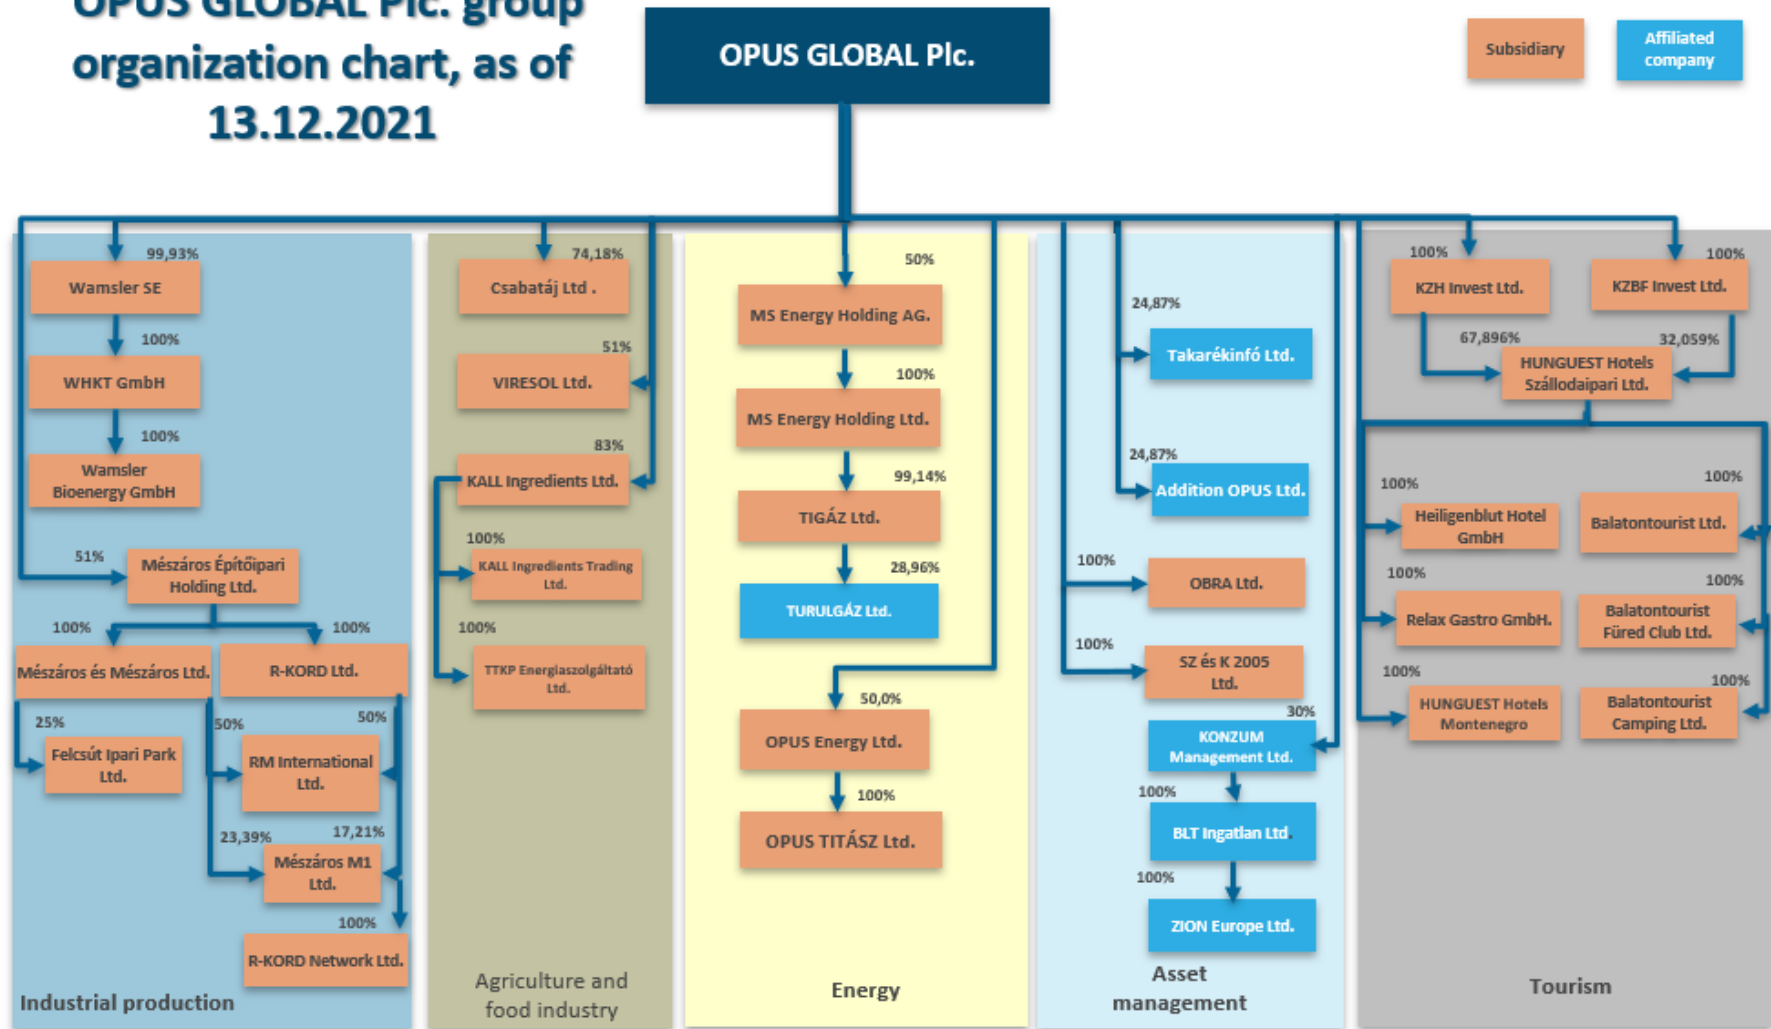 OPUS GLOBAL Plc. group
organization chart, as of
13.12.2021
OPUS GLOBAL Plc.
Subsidiary
Affiliated
company
99,93%
Wamsler SE
100%
WHKT GmbH
100%
Wamsler
Bioenergy GmbH
51%
Mészáros Építőipari
Holding Ltd.
100%
100%
Mészáros és Mészáros Ltd.
R-KORD Ltd.
25%
50%
50%
Felcsút Ipari Park
Ltd.
RM International
Ltd.
23,39%
17,21%
Mészáros M1
Ltd.
100%
R-KORD Network Ltd.
Industrial production
74,18%
Csabatáj Ltd .
51%
VIRESOL Ltd.
83%
KALL Ingredients Ltd.
100%
KALL Ingredients Trading
Ltd.
100%
TTKP Energiaszolgáltató
Ltd.
Agriculture and
food industry
50%
MS Energy Holding AG.
100%
MS Energy Holding Ltd.
99,14%
TIGÁZ Ltd.
28,96%
TURULGÁZ Ltd.
50,0%
OPUS Energy Ltd.
100%
OPUS TITÁSZ Ltd.
Energy
24,87%
Takarékinfó Ltd.
24,87%
Addition OPUS Ltd.
100%
OBRA Ltd.
100%
SZ és K 2005
Ltd.
30%
KONZUM
Management Ltd.
100%
BLT Ingatlan Ltd.
100%
ZION Europe Ltd.
Asset
management
100%
KZH Invest Ltd.
100%
KZBF Invest Ltd.
67,896%
32,059%
HUNGUEST Hotels
Szállodaipari Ltd.
100%
Heiligenblut Hotel
GmbH
100%
Balatontourist Ltd.
100%
Relax Gastro GmbH.
100%
Balatontourist
Füred Club Ltd.
100%
HUNGUEST Hotels
Montenegro
100%
Balatontourist
Camping Ltd.
Tourism